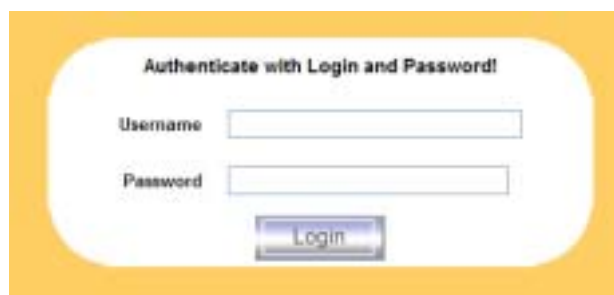 Authenticate with Login and Password!
Username
Password
Login